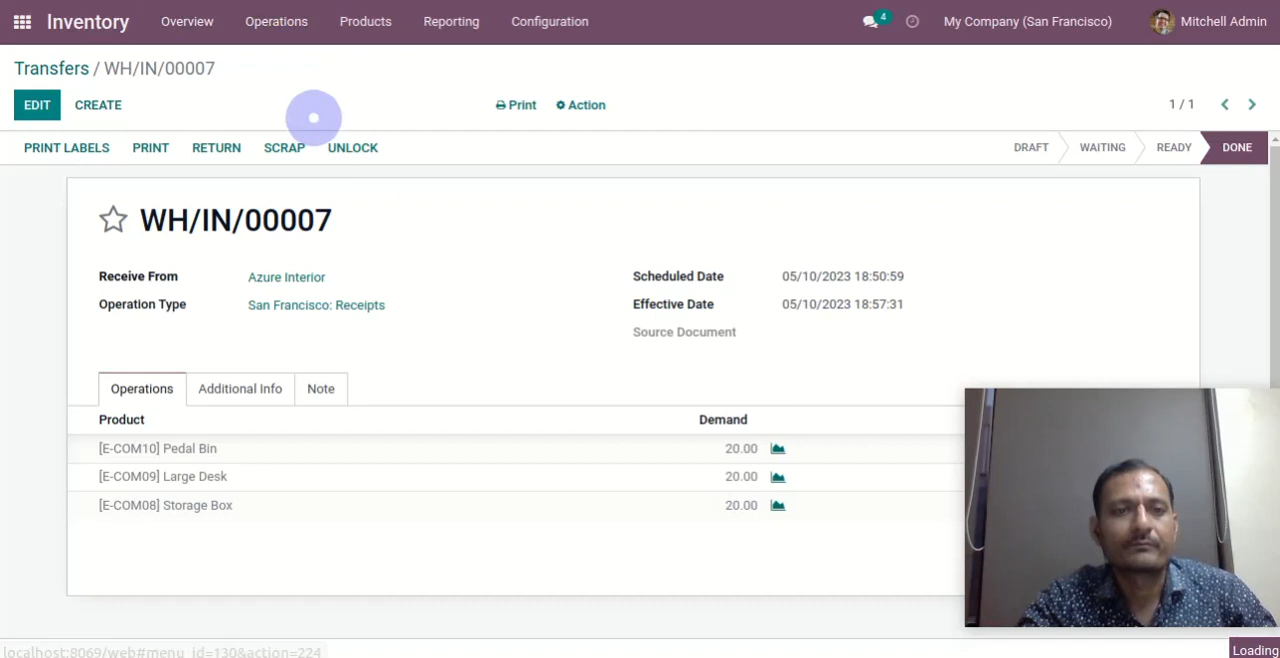 Inventory Overview Operations Products Reporting Configuration 4 My Company (San Francisco) Mitchell Admin
Transfers / WH/IN/00007
EDIT CREATE Print Action 1 / 1
PRINT LABELS PRINT RETURN SCRAP UNLOCK DRAFT WAITING READY DONE
WH/IN/00007
Receive From Azure Interior Scheduled Date 05/10/2023 18:50:59
Operation Type San Francisco: Receipts Effective Date 05/10/2023 18:57:31
Source Document
Operations Additional Info Note
Product Demand
[E-COM10] Pedal Bin 20.00
[E-COM09] Large Desk 20.00
[E-COM08] Storage Box 20.00
localhost:8069/web#menu_id=130&action=224 Loading